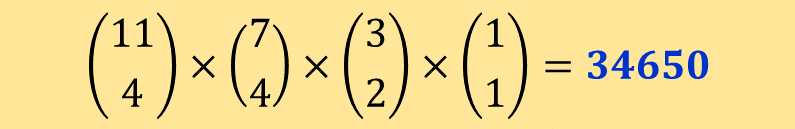 (11 4) × (7 4) × (3 2) × (1 1) = 34650